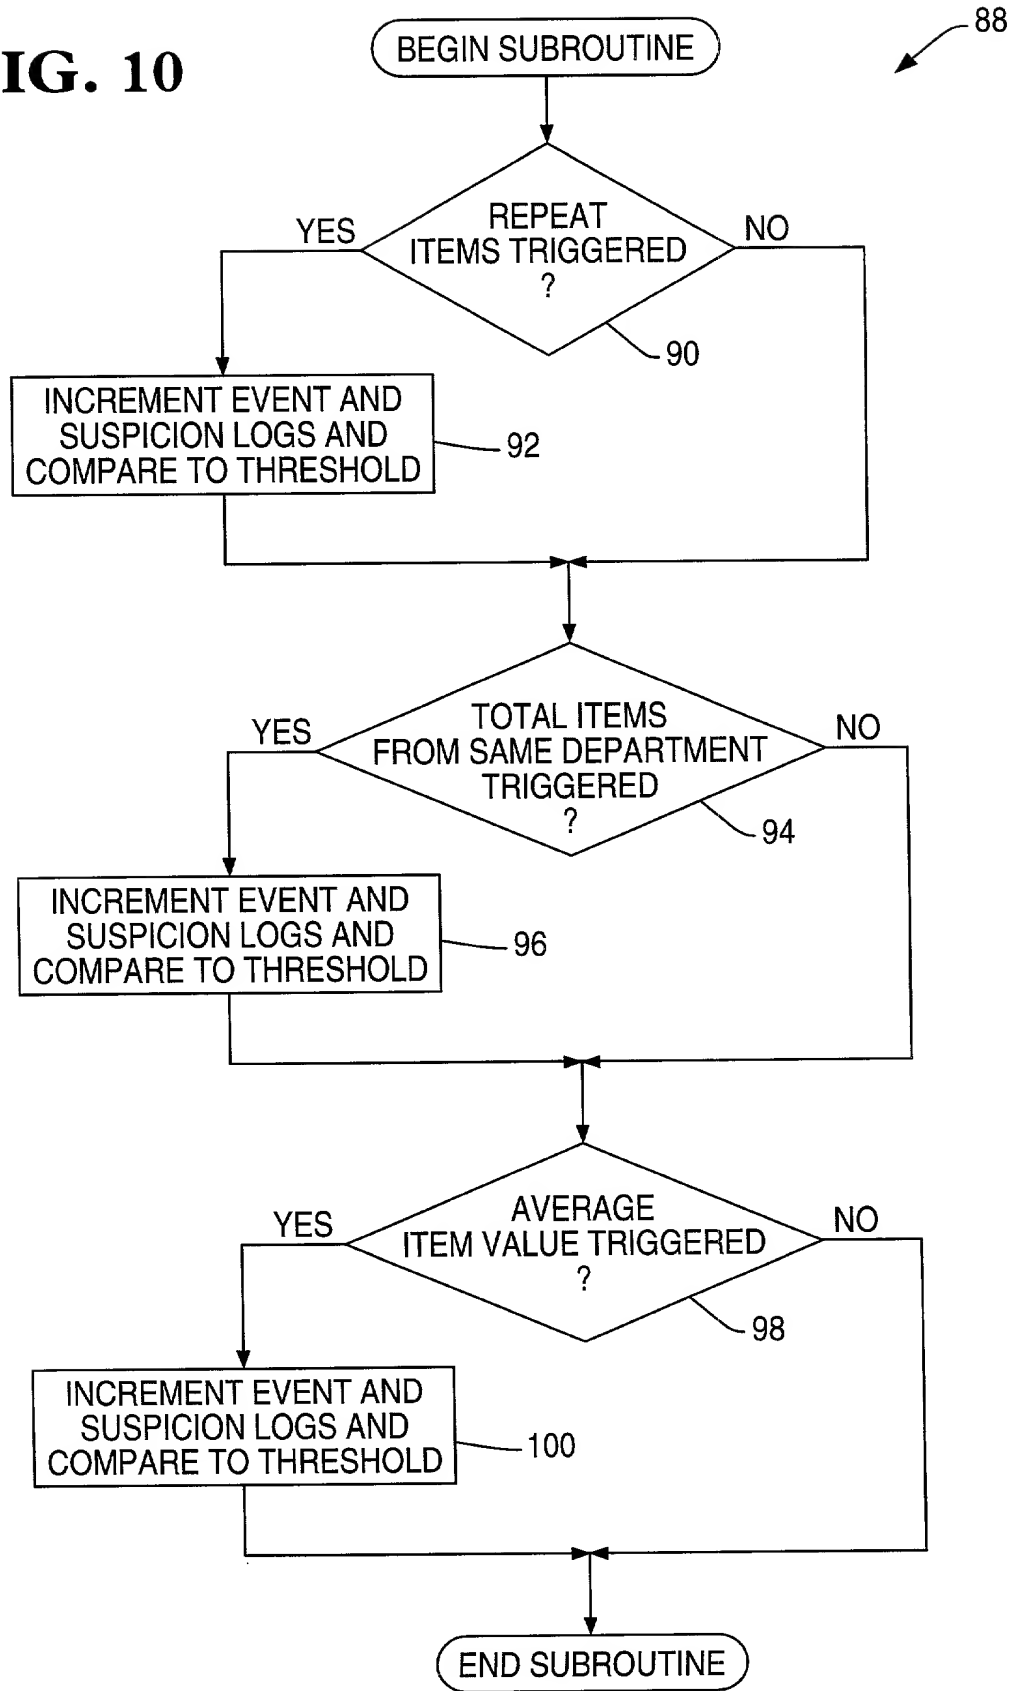 IG. 10
BEGIN SUBROUTINE
88
REPEAT
ITEMS TRIGGERED
?
YES
NO
90
INCREMENT EVENT AND
SUSPICION LOGS AND
COMPARE TO THRESHOLD
92
TOTAL ITEMS
FROM SAME DEPARTMENT
TRIGGERED
?
YES
NO
94
INCREMENT EVENT AND
SUSPICION LOGS AND
COMPARE TO THRESHOLD
96
AVERAGE
ITEM VALUE TRIGGERED
?
YES
NO
98
INCREMENT EVENT AND
SUSPICION LOGS AND
COMPARE TO THRESHOLD
100
END SUBROUTINE